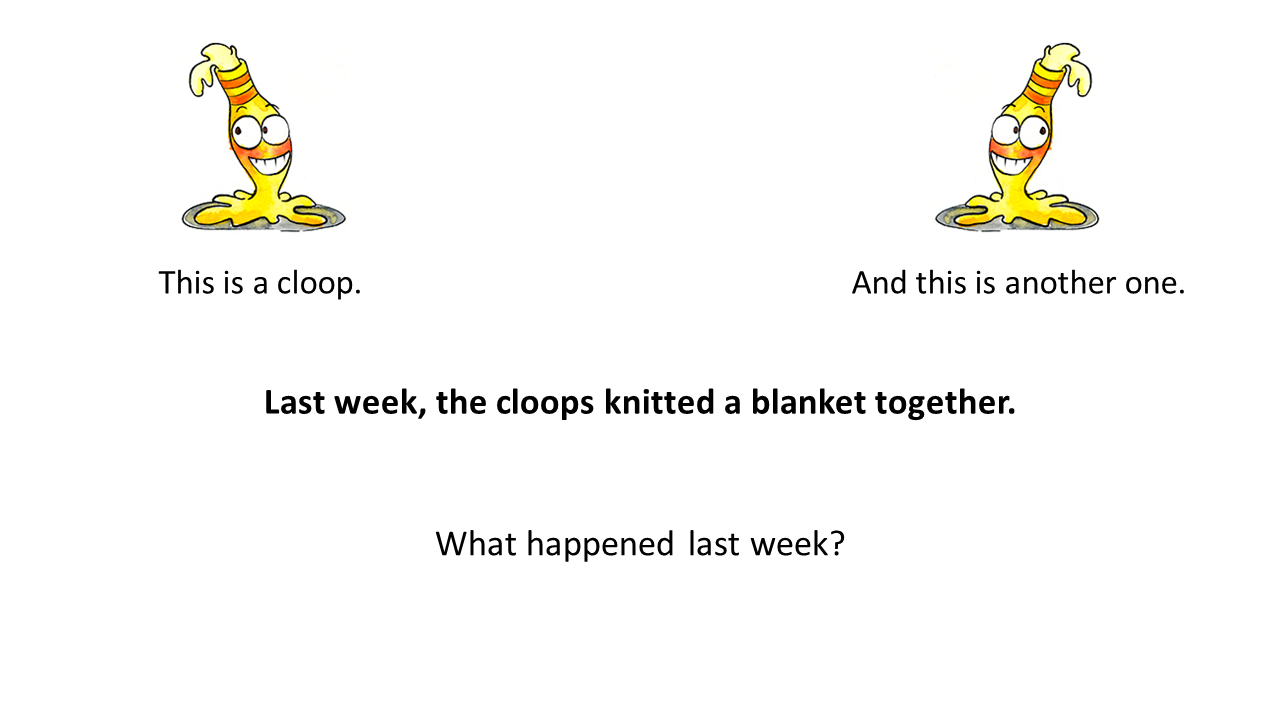 This is a cloop.
And this is another one.
Last week, the cloops knitted a blanket together.
What happened last week?